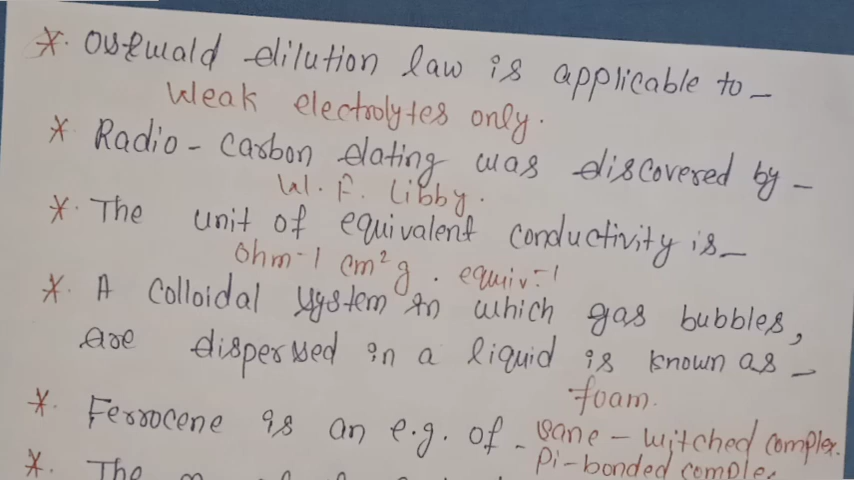 *. Ostwald dilution law is applicable to -
Weak electrolytes only.
* Radio - carbon dating was discovered by -
W. F. Libby.
*. The unit of equivalent conductivity is -
ohm-1 cm² g. equiv.-1
*. A colloidal system in which gas bubbles,
are dispersed in a liquid is known as -
foam.
*. Ferrocene is an e.g. of - sane - witched complex.
Pi-bonded comple
*. The